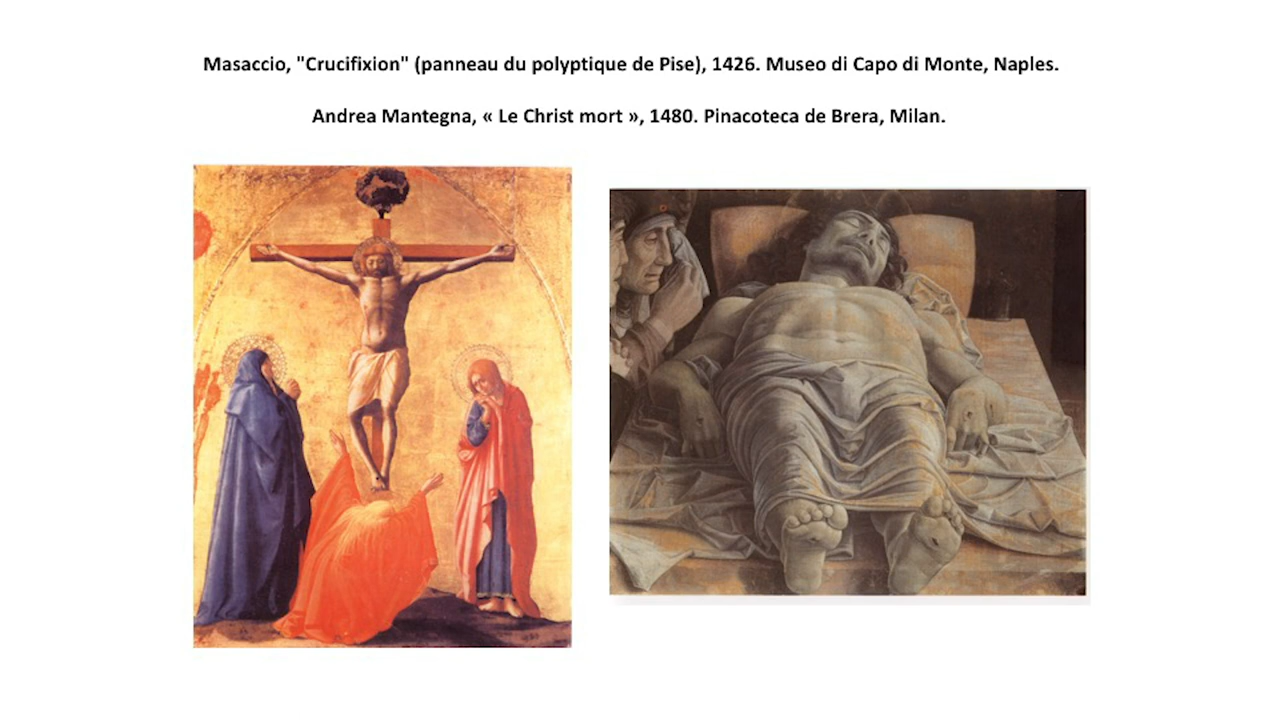 Masaccio, "Crucifixion" (panneau du polyptique de Pise), 1426. Museo di Capo di Monte, Naples.
Andrea Mantegna, « Le Christ mort », 1480. Pinacoteca de Brera, Milan.